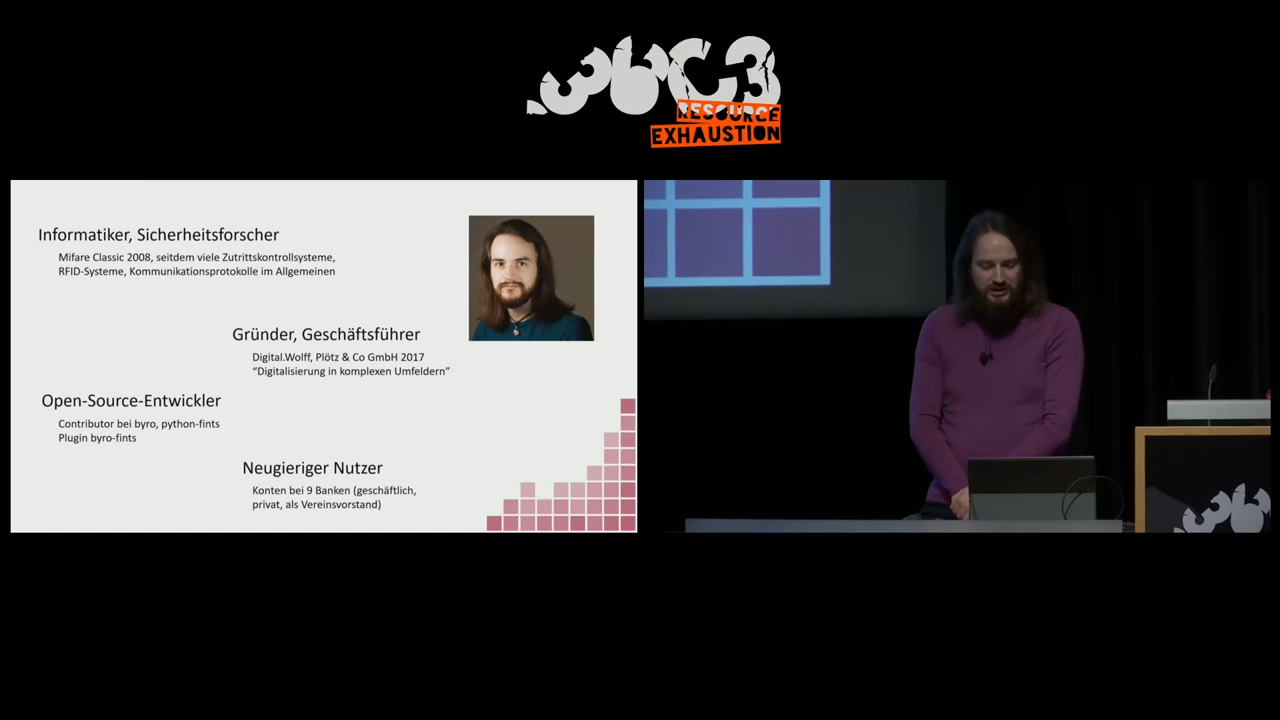 36C3
RESOURCE
EXHAUSTION
Informatiker, Sicherheitsforscher
Mifare Classic 2008, seitdem viele Zutrittskontrollsysteme,
RFID-Systeme, Kommunikationsprotokolle im Allgemeinen
Gründer, Geschäftsführer
Digital.Wolff, Plötz & Co GmbH 2017
“Digitalisierung in komplexen Umfeldern”
Open-Source-Entwickler
Contributor bei byro, python-fints
Plugin byro-fints
Neugieriger Nutzer
Konten bei 9 Banken (geschäftlich,
privat, als Vereinsvorstand)
36